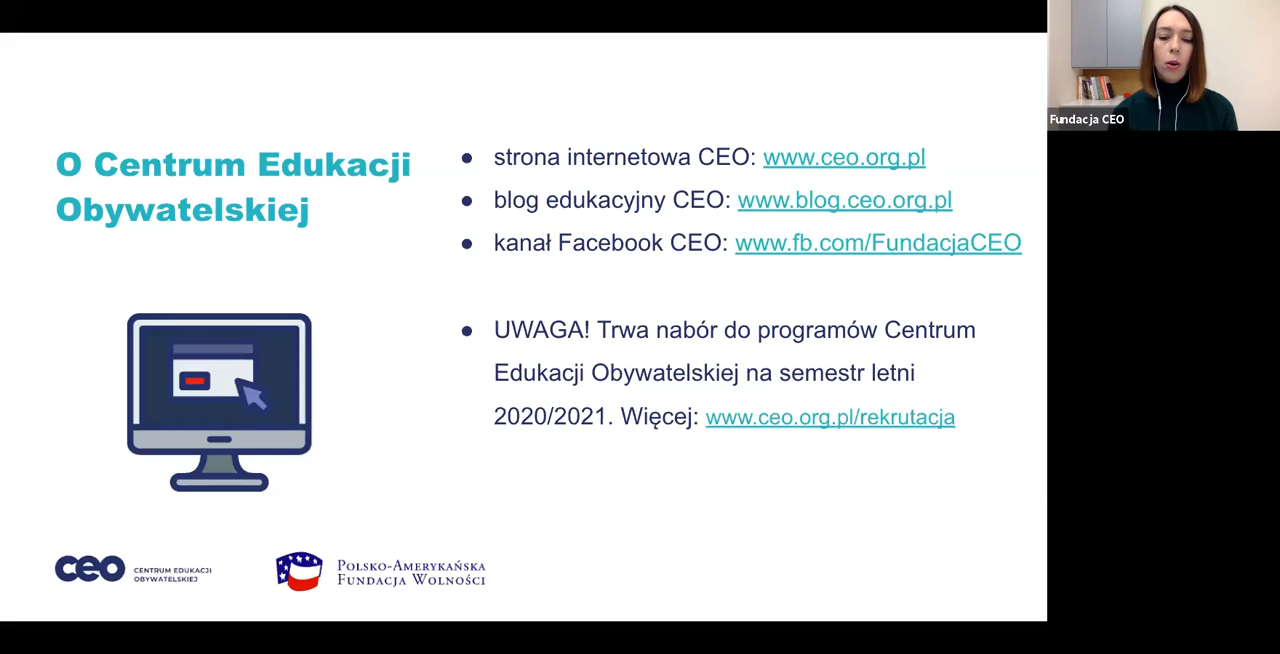 O Centrum Edukacji
Obywatelskiej
● strona internetowa CEO: www.ceo.org.pl
● blog edukacyjny CEO: www.blog.ceo.org.pl
● kanał Facebook CEO: www.fb.com/FundacjaCEO
● UWAGA! Trwa nabór do programów Centrum
Edukacji Obywatelskiej na semestr letni
2020/2021. Więcej: www.ceo.org.pl/rekrutacja
ceo CENTRUM EDUKACJI
OBYWATELSKIEJ
POLSKO-AMERYKAŃSKA
FUNDACJA WOLNOŚCI
Fundacja CEO